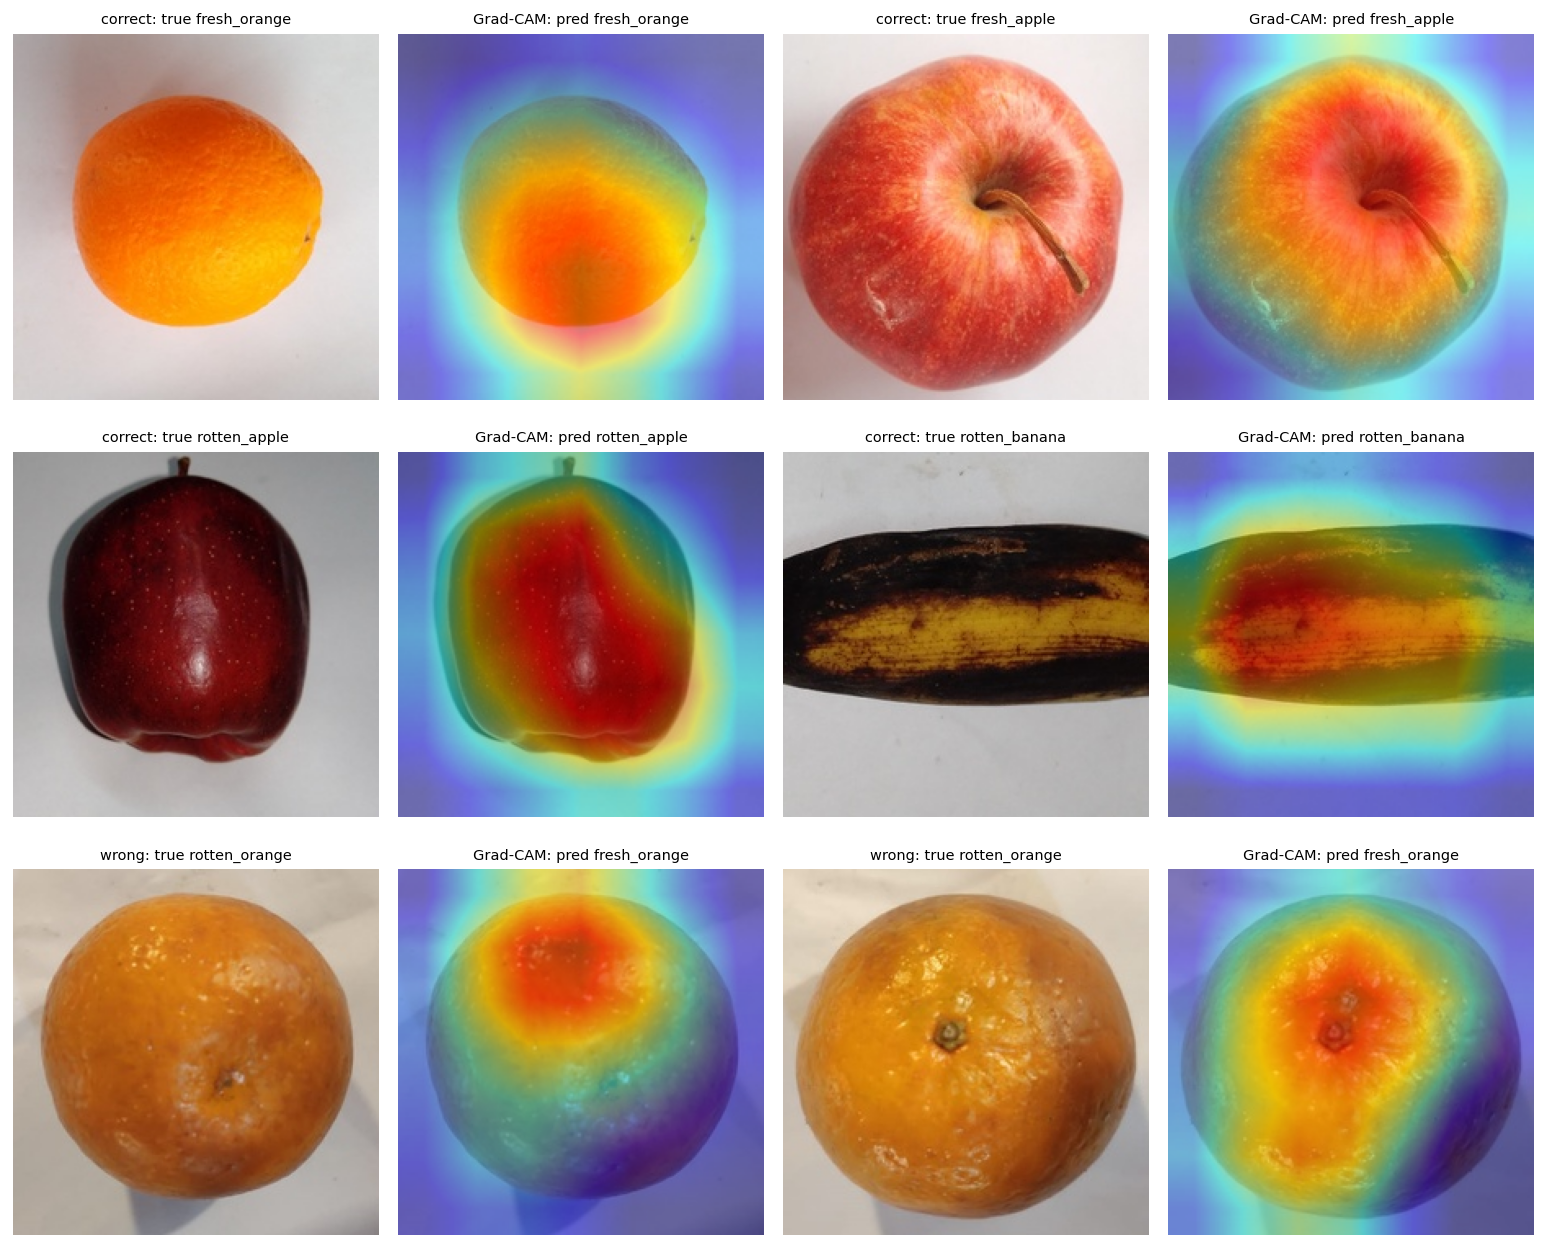 correct: true fresh_orange
Grad-CAM: pred fresh_orange
correct: true fresh_apple
Grad-CAM: pred fresh_apple
correct: true rotten_apple
Grad-CAM: pred rotten_apple
correct: true rotten_banana
Grad-CAM: pred rotten_banana
wrong: true rotten_orange
Grad-CAM: pred fresh_orange
wrong: true rotten_orange
Grad-CAM: pred fresh_orange